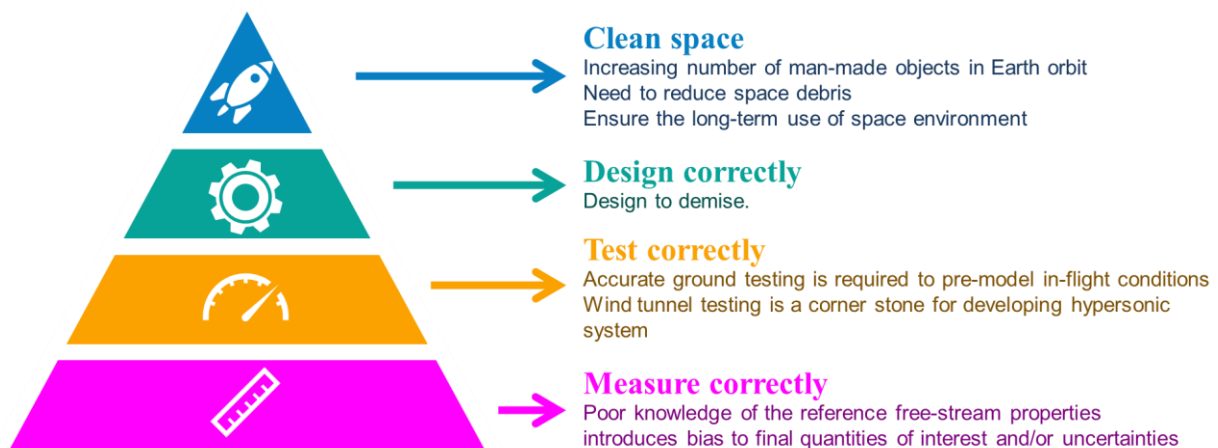 Clean space
Increasing number of man-made objects in Earth orbit
Need to reduce space debris
Ensure the long-term use of space environment
Design correctly
Design to demise.
Test correctly
Accurate ground testing is required to pre-model in-flight conditions
Wind tunnel testing is a corner stone for developing hypersonic
system
Measure correctly
Poor knowledge of the reference free-stream properties
introduces bias to final quantities of interest and/or uncertainties